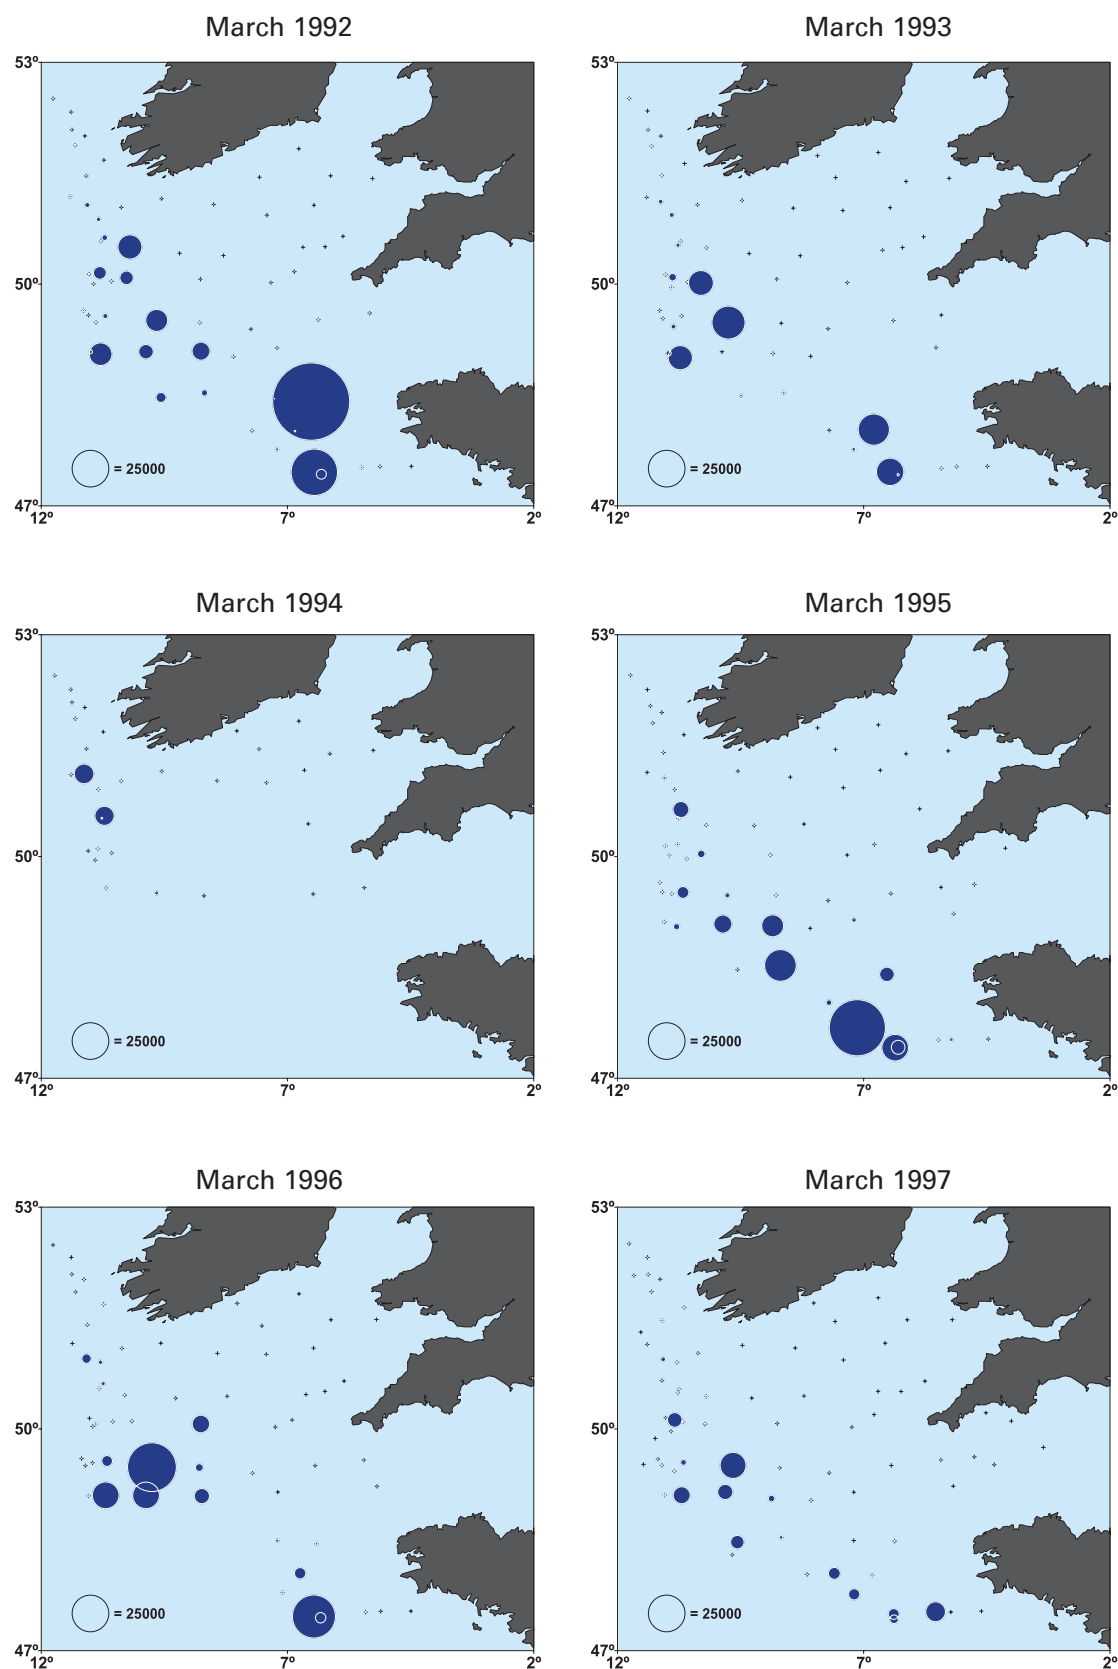 March 1992 March 1993
53º 53º
50º 50º
= 25000 = 25000
47º 47º
12º 7º 2º 12º 7º 2º
March 1994 March 1995
53º 53º
50º 50º
= 25000 = 25000
47º 47º
12º 7º 2º 12º 7º 2º
March 1996 March 1997
53º 53º
50º 50º
= 25000 = 25000
47º 47º
12º 7º 2º 12º 7º 2º